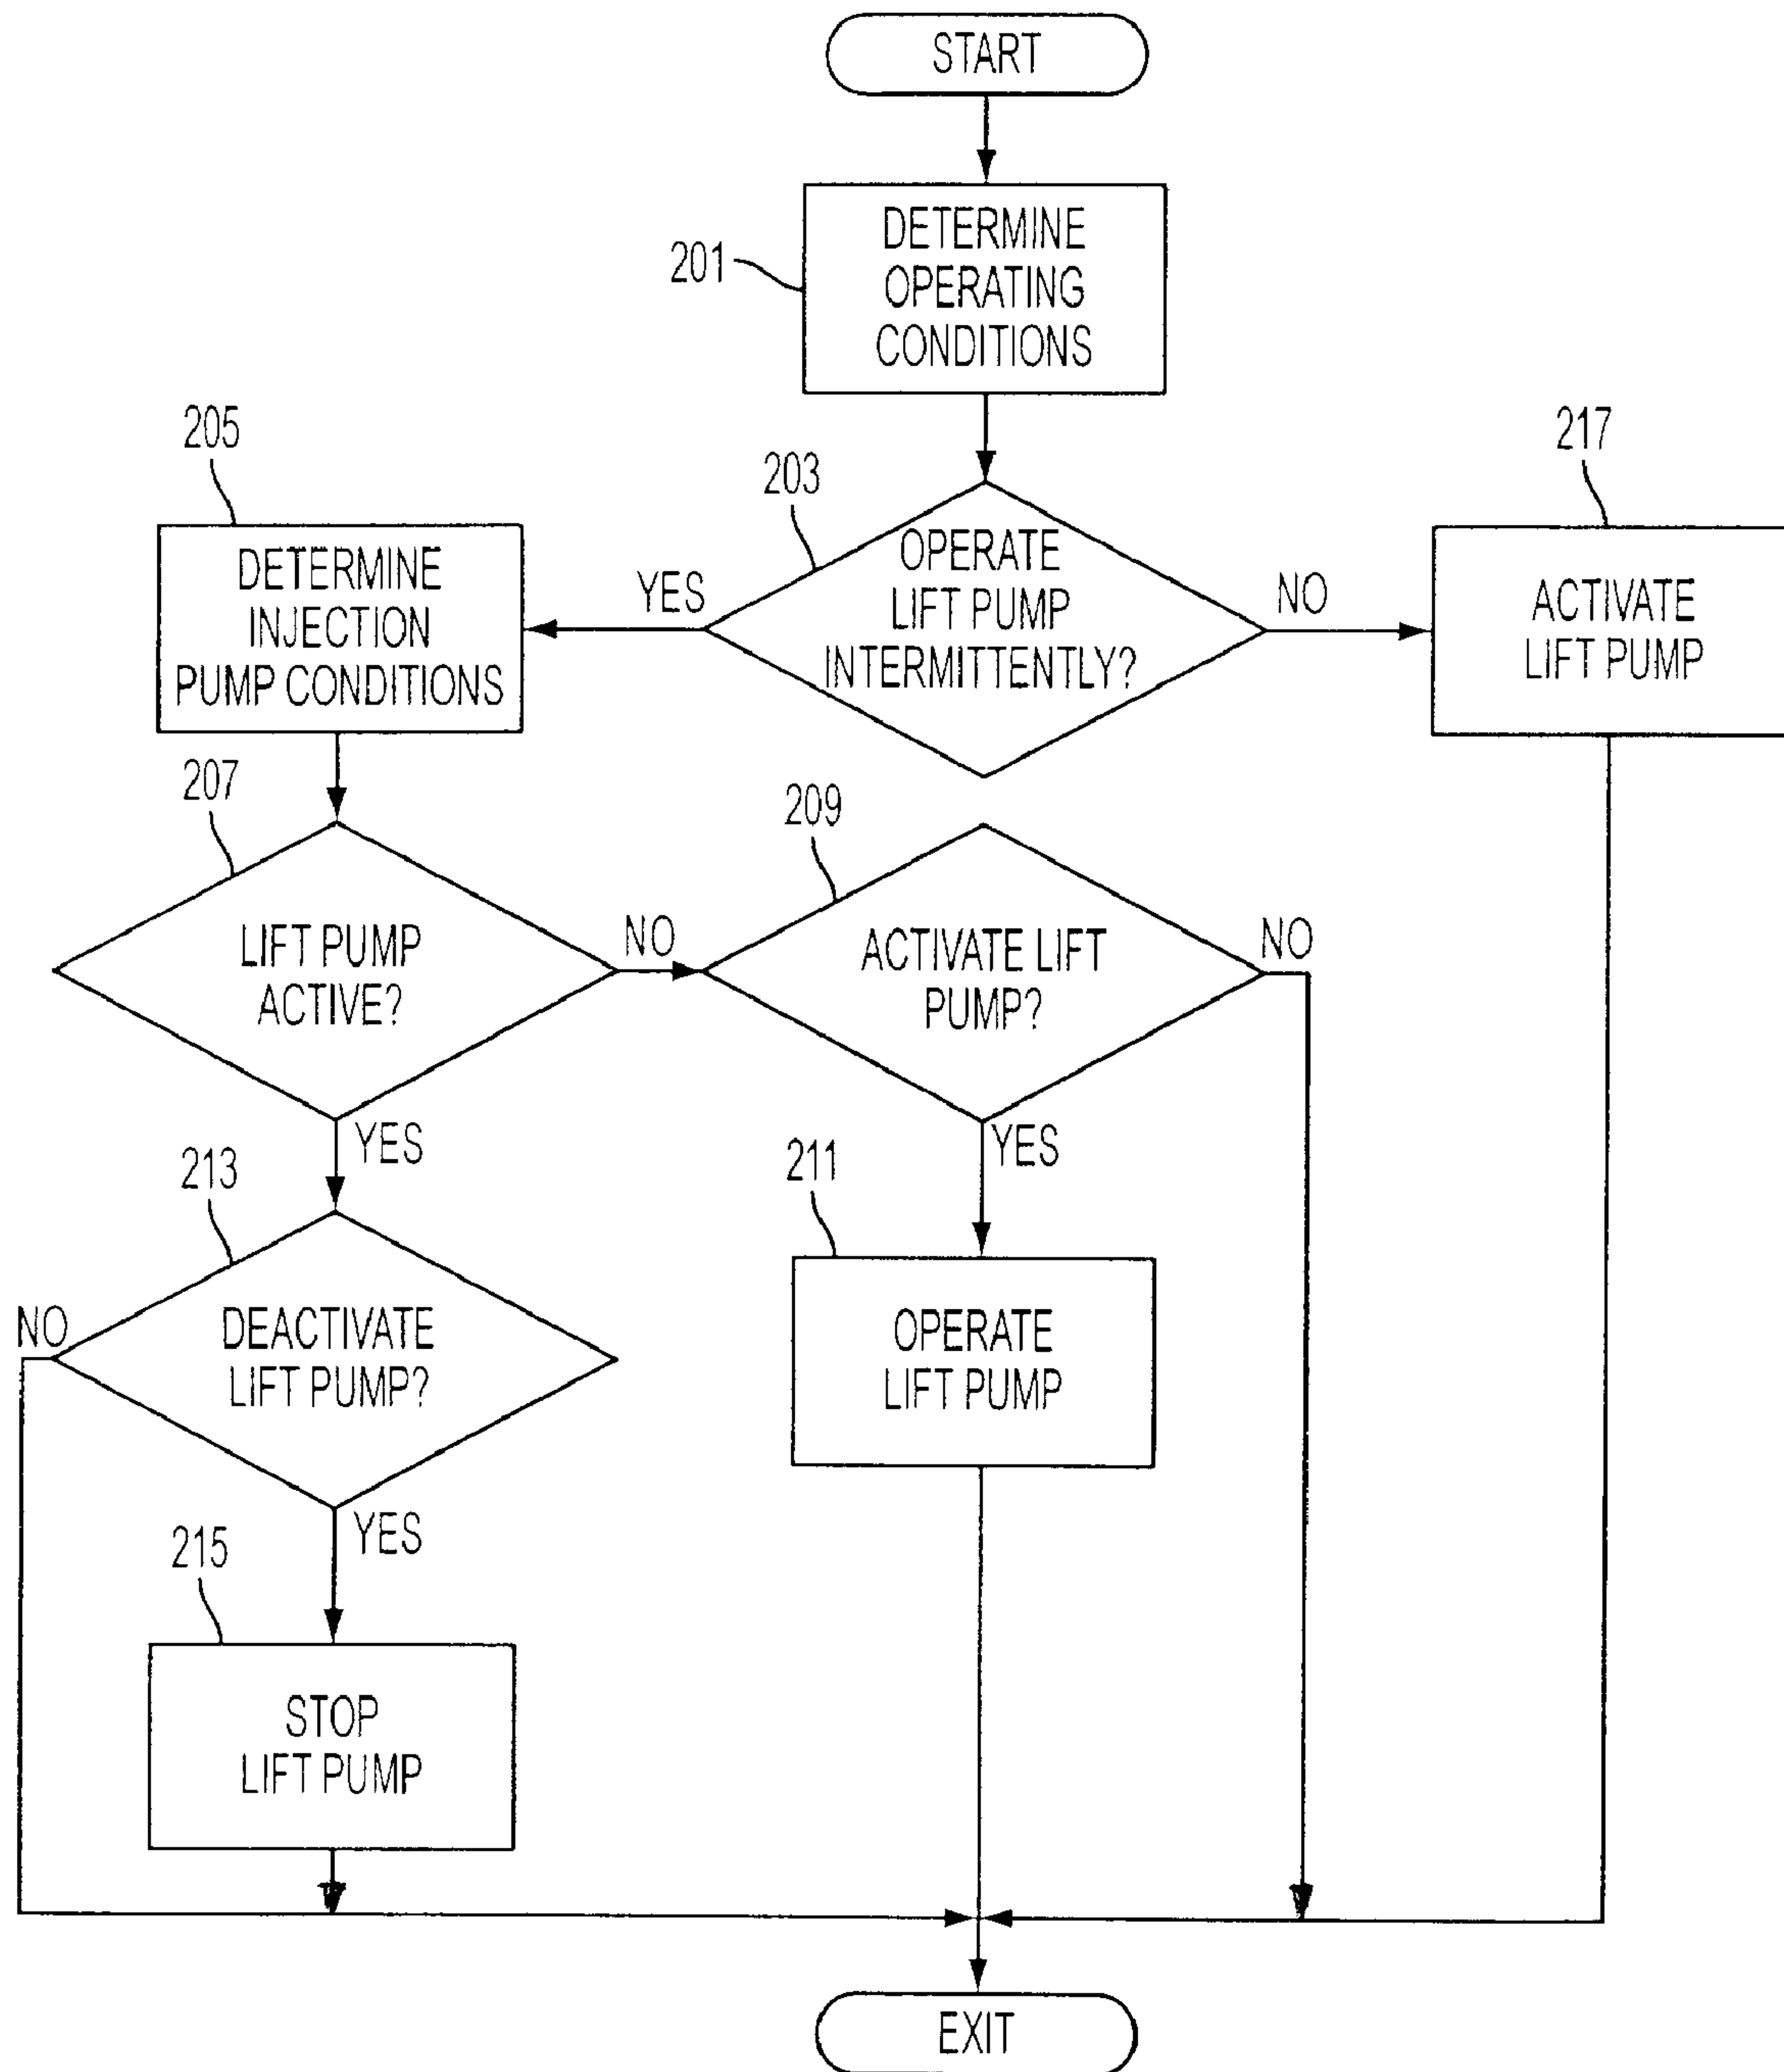 START
201
DETERMINE
OPERATING
CONDITIONS
205
203
217
DETERMINE
INJECTION
PUMP CONDITIONS
YES
OPERATE
LIFT PUMP
INTERMITTENTLY?
NO
ACTIVATE
LIFT PUMP
207
209
LIFT PUMP
ACTIVE?
NO
ACTIVATE LIFT
PUMP?
NO
YES
YES
213
211
NO
DEACTIVATE
LIFT PUMP?
OPERATE
LIFT PUMP
YES
215
STOP
LIFT PUMP
EXIT